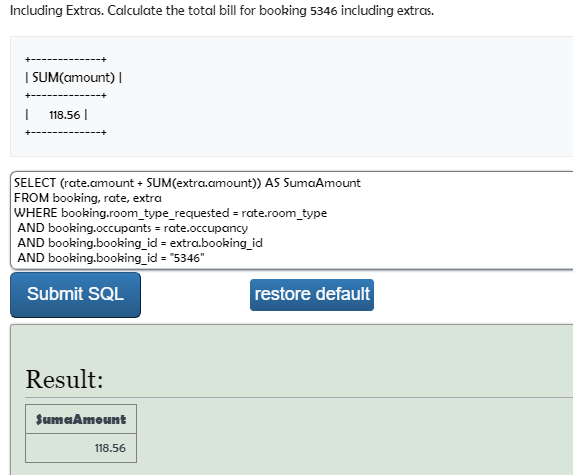 Including Extras. Calculate the total bill for booking 5346 including extras.
+-------------+
| SUM(amount) |
+-------------+
| 118.56 |
+-------------+
SELECT (rate.amount + SUM(extra.amount)) AS SumaAmount
FROM booking, rate, extra
WHERE booking.room_type_requested = rate.room_type
AND booking.occupants = rate.occupancy
AND booking.booking_id = extra.booking_id
AND booking.booking_id = "5346"
Submit SQL restore default
Result:
SumaAmount
118.56